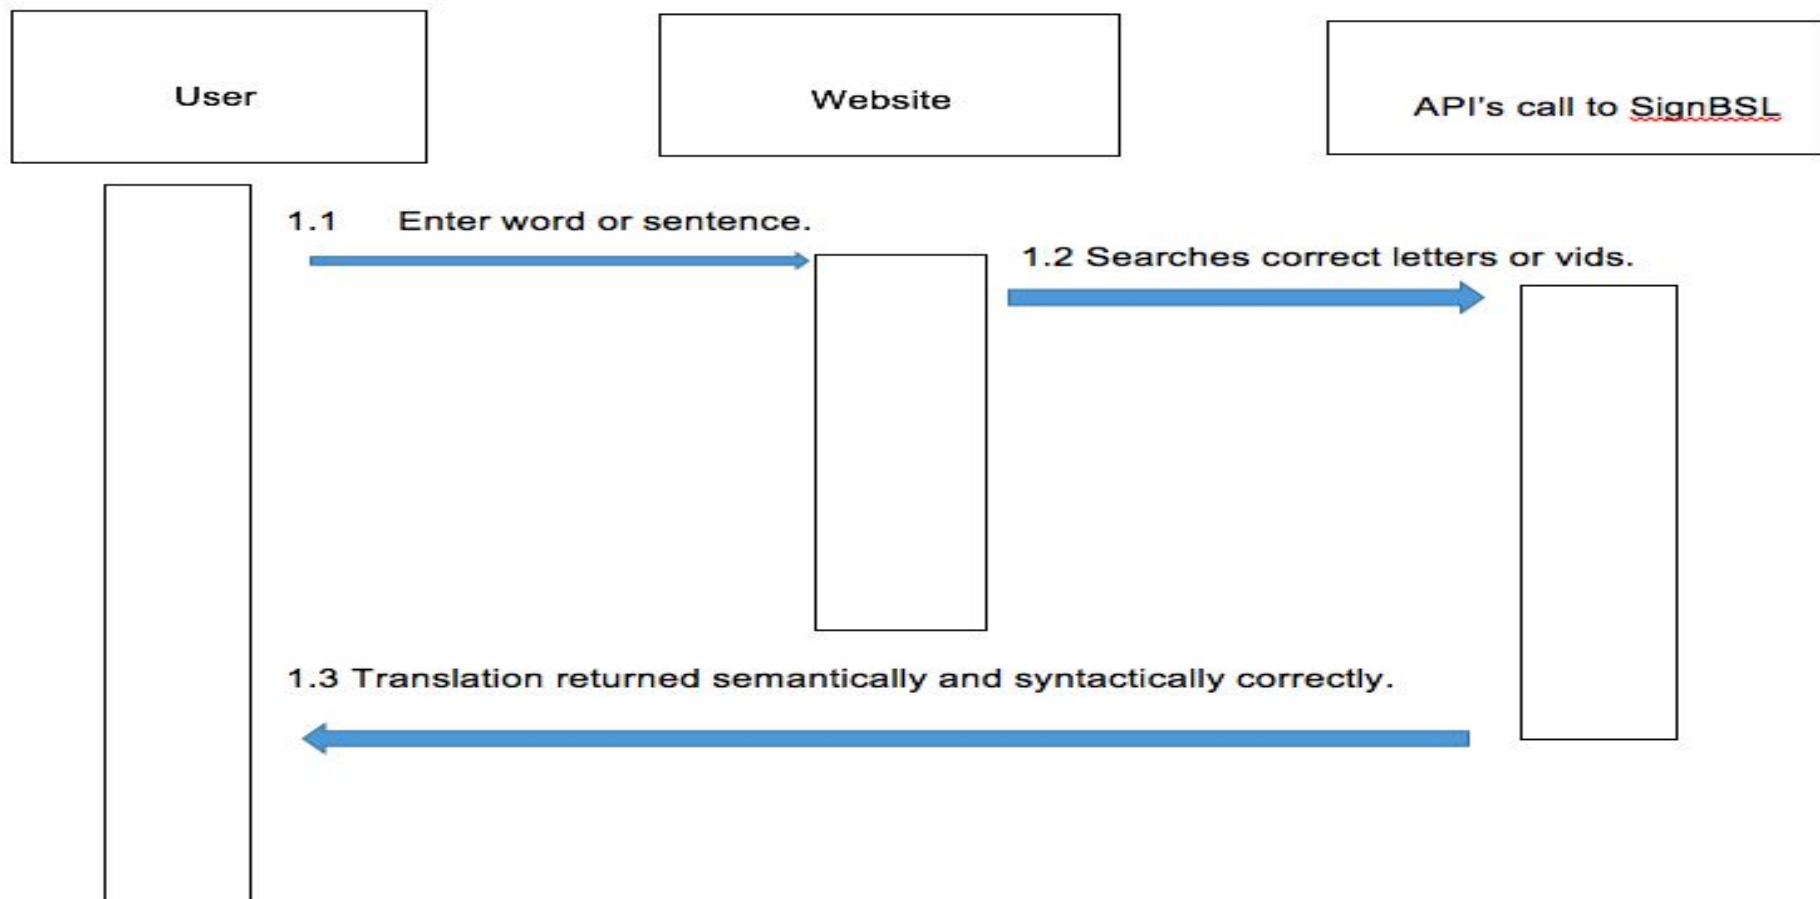 User
Website
API's call to SignBSL
1.1 Enter word or sentence.
1.2 Searches correct letters or vids.
1.3 Translation returned semantically and syntactically correctly.